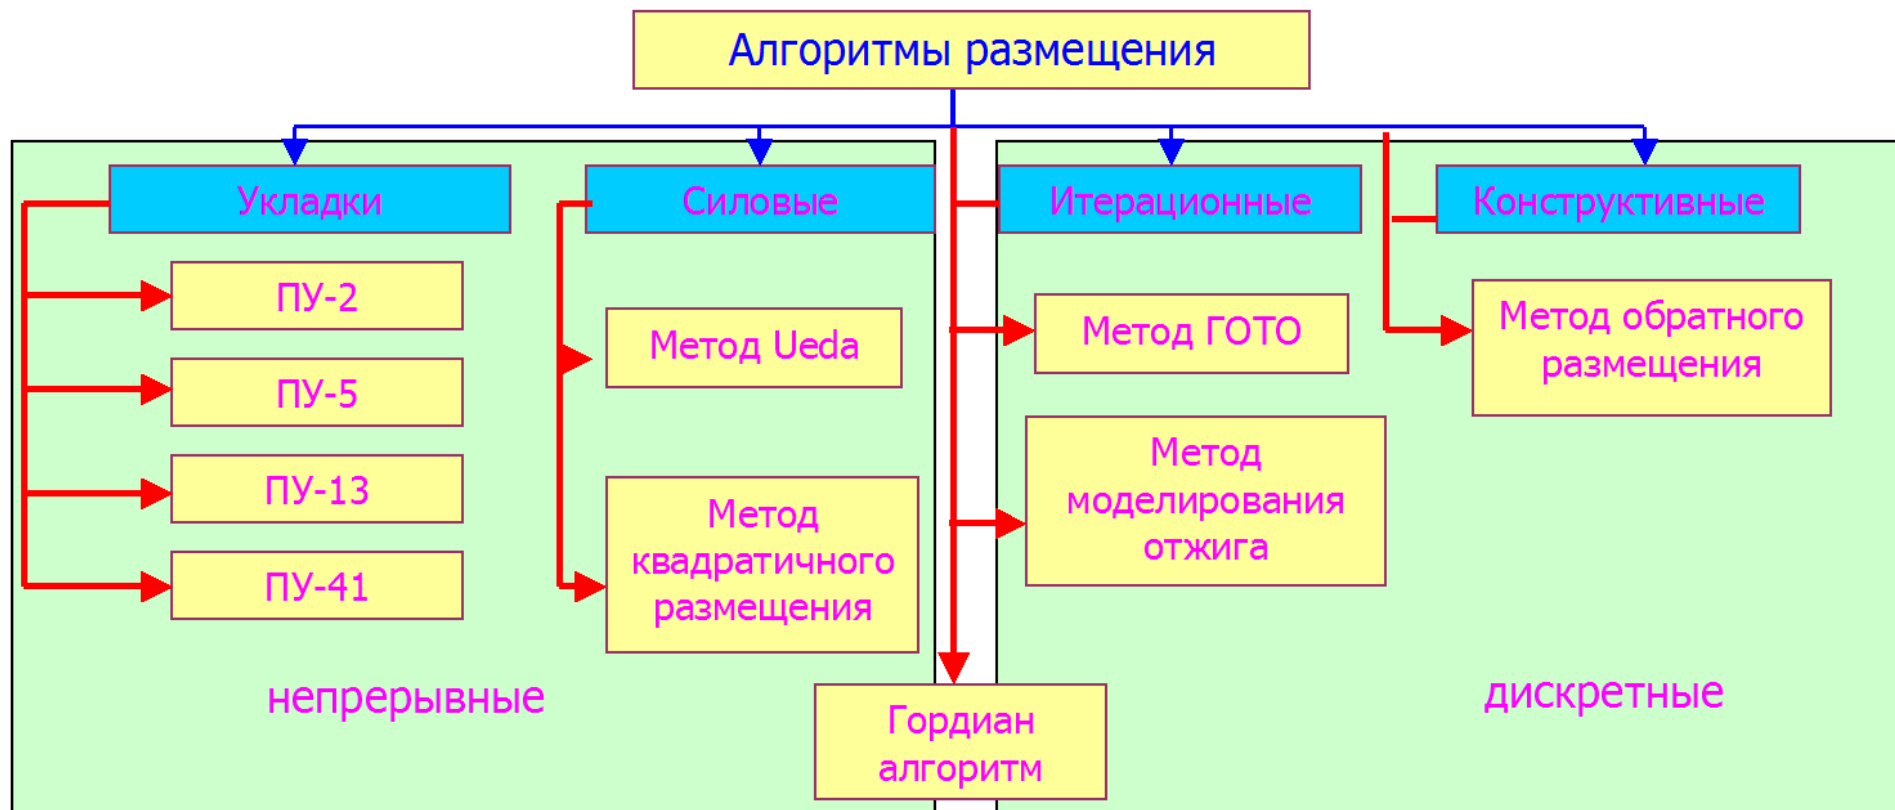 Алгоритмы размещения
Укладки
Силовые
Итерационные
Конструктивные
ПУ-2
ПУ-5
ПУ-13
ПУ-41
Метод Ueda
Метод
квадратичного
размещения
Метод ГОТО
Метод
моделирования
отжига
Метод обратного
размещения
непрерывные
дискретные
Гордиан
алгоритм